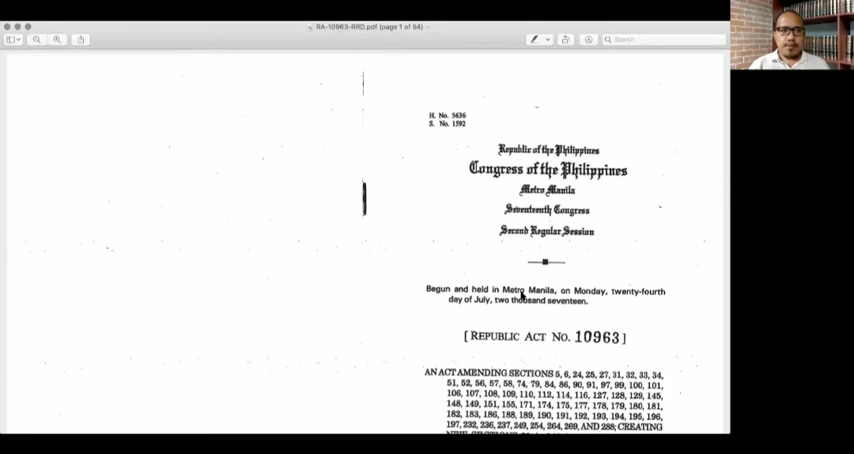 RA-10963-RRD.pdf (page 1 of 54)
Search
H. No. 5636
S. No. 1592
Republic of the Philippines
Congress of the Philippines
Metro Manila
Seventeenth Congress
Second Regular Session
Begun and held in Metro Manila, on Monday, twenty-fourth
day of July, two thousand seventeen.
[REPUBLIC ACT NO. 10963]
AN ACT AMENDING SECTIONS 5, 6, 24, 25, 27, 31, 32, 33, 34,
51, 52, 56, 57, 58, 74, 79, 84, 86, 90, 91, 97, 99, 100, 101,
106, 107, 108, 109, 110, 112, 114, 116, 127, 128, 129, 145,
148, 149, 151, 155, 171, 174, 175, 177, 178, 179, 180, 181,
182, 183, 186, 188, 189, 190, 191, 192, 193, 194, 195, 196,
197, 232, 236, 237, 249, 254, 264, 269, AND 288; CREATING